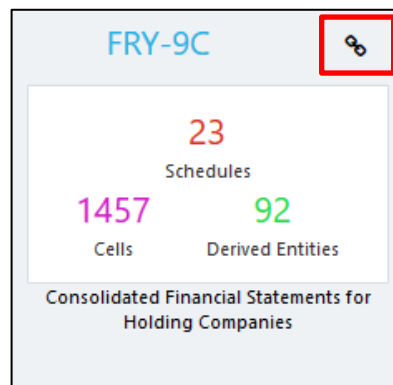 FRY-9C
23
Schedules
1457 92
Cells Derived Entities
Consolidated Financial Statements for
Holding Companies